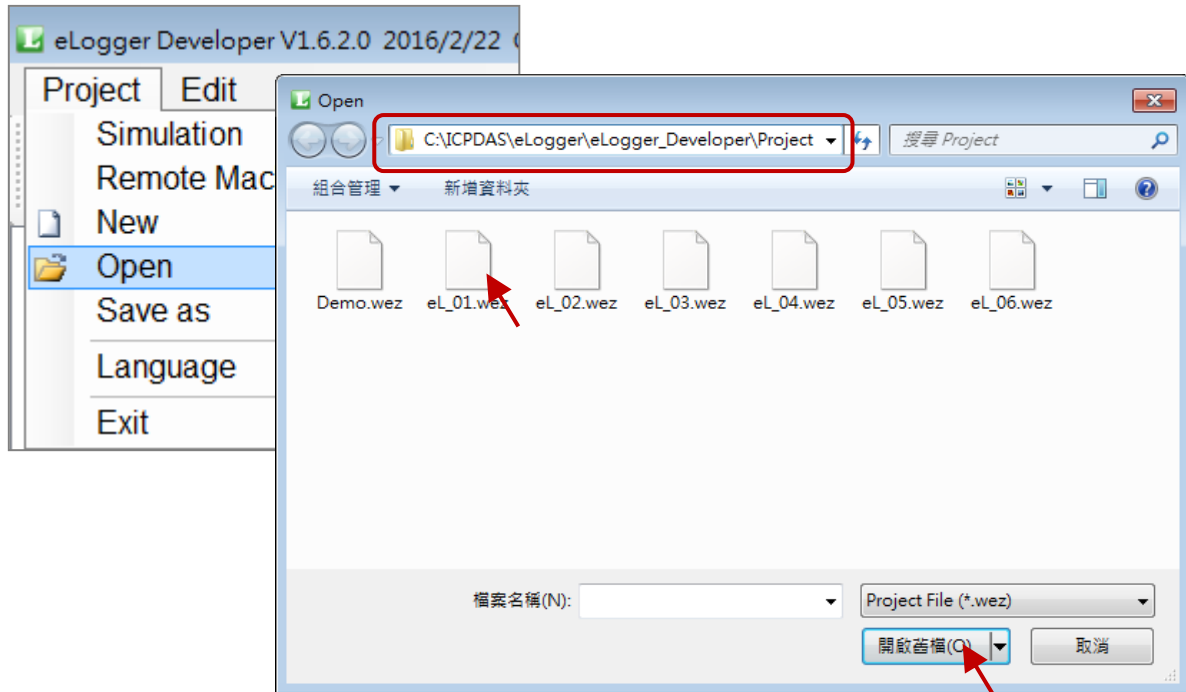 eLogger Developer V1.6.2.0 2016/2/22
Project Edit
Simulation
Remote Mac
New
Open
Save as
Language
Exit
Open
C:\ICPDAS\eLogger\eLogger_Developer\Project
搜尋 Project
組合管理 新增資料夾
Demo.wez eL_01.wez eL_02.wez eL_03.wez eL_04.wez eL_05.wez eL_06.wez
檔案名稱(N): Project File (*.wez)
開啟舊檔(O) 取消